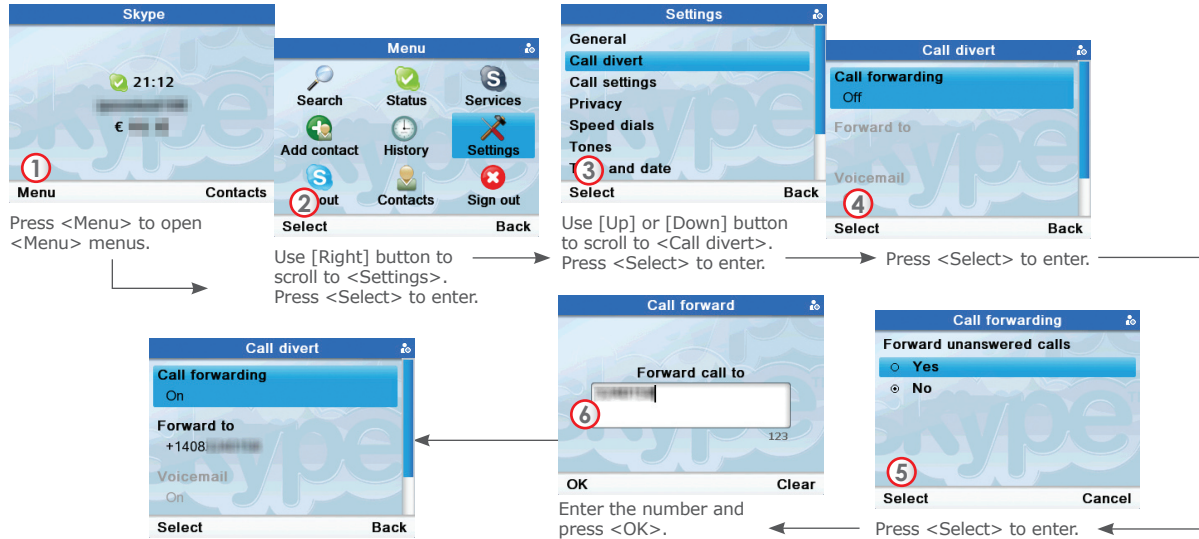 Skype
21:12
€
1
Menu Contacts
Press <Menu> to open
<Menu> menus.
Menu
Search Status Services
Add contact History Settings
out Contacts Sign out
2
Select Back
Use [Right] button to
scroll to <Settings>.
Press <Select> to enter.
Settings
General
Call divert
Call settings
Privacy
Speed dials
Tones
and date
3
Select Back
Use [Up] or [Down] button
to scroll to <Call divert>.
Press <Select> to enter.
Call divert
Call forwarding
Off
Forward to
Voicemail
4
Select Back
Press <Select> to enter.
Call forwarding
Forward unanswered calls
Yes
No
5
Select Cancel
Press <Select> to enter.
Call forward
Forward call to
6
123
OK Clear
Enter the number and
press <OK>.
Call divert
Call forwarding
On
Forward to
+1408
Voicemail
On
Select Back